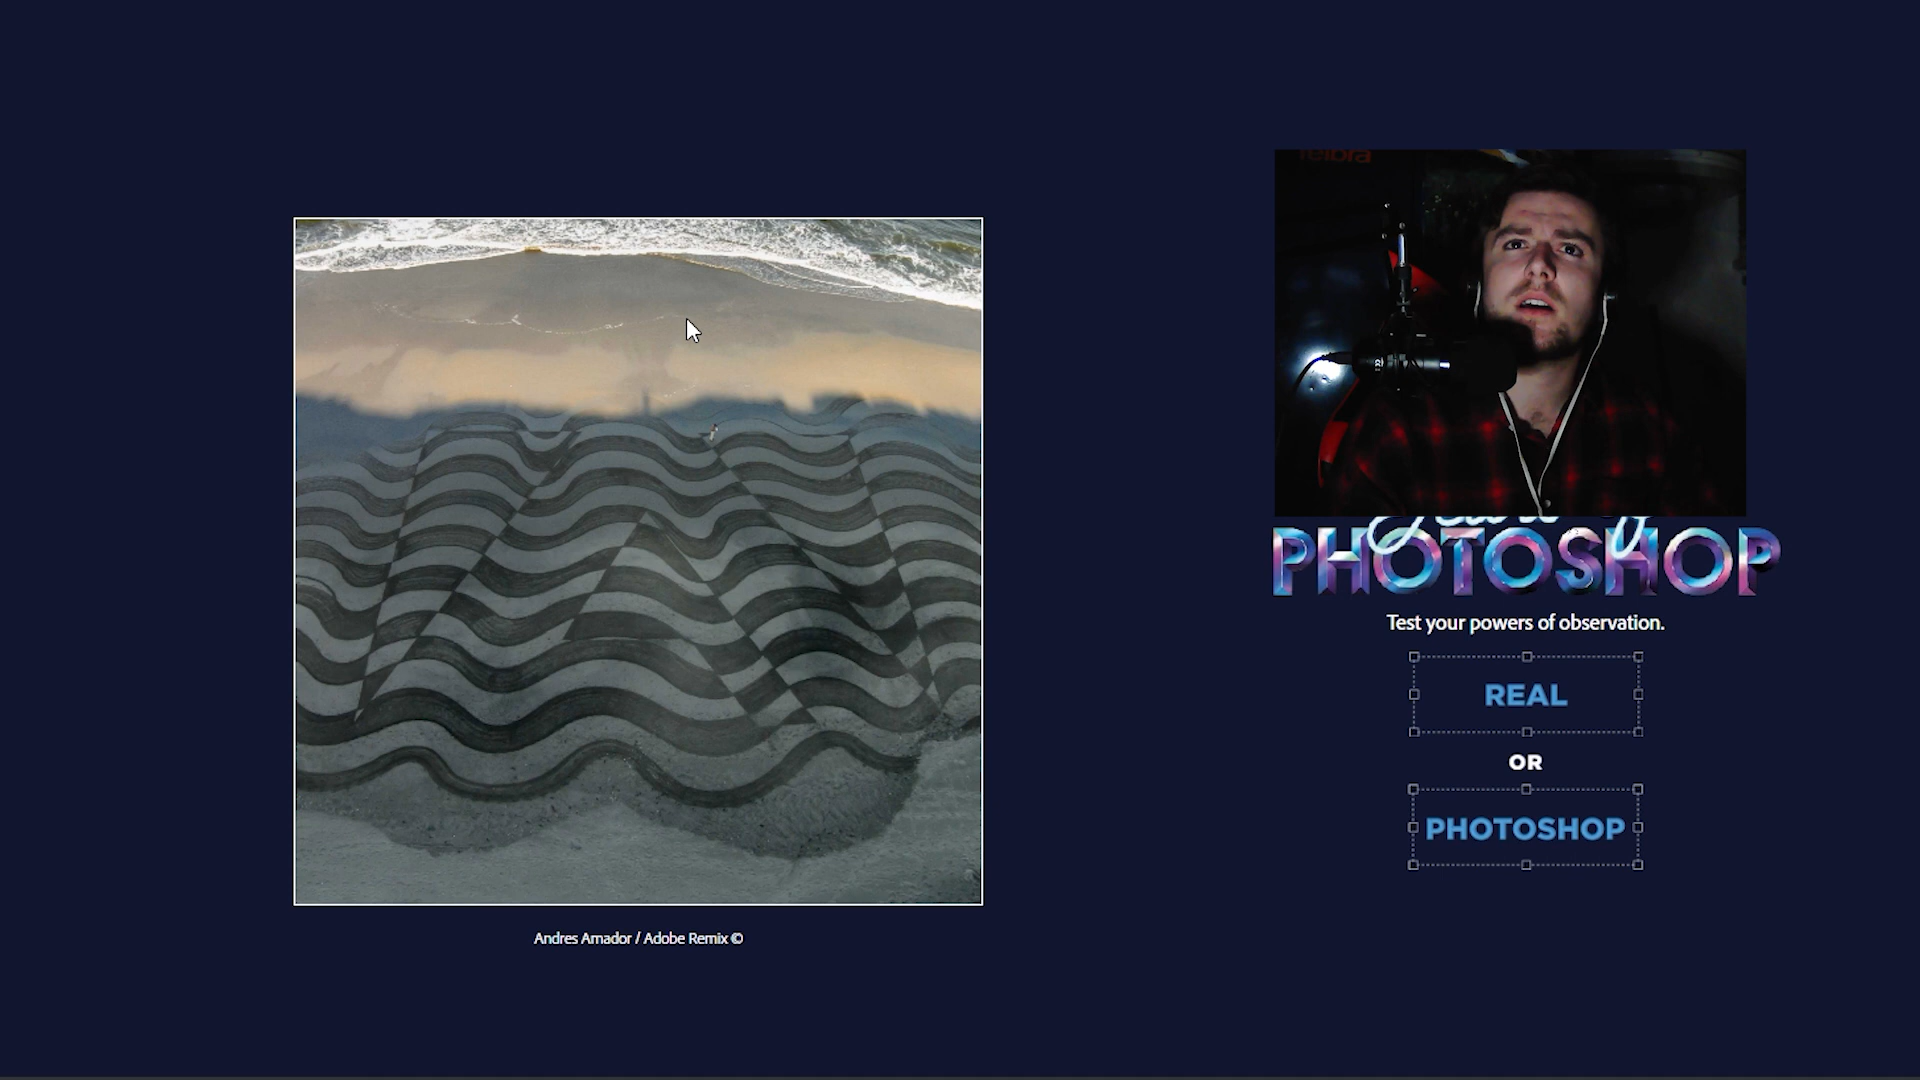 PHOTOSHOP
Test your powers of observation.
REAL
OR
PHOTOSHOP
Andres Amador / Adobe Remix ©